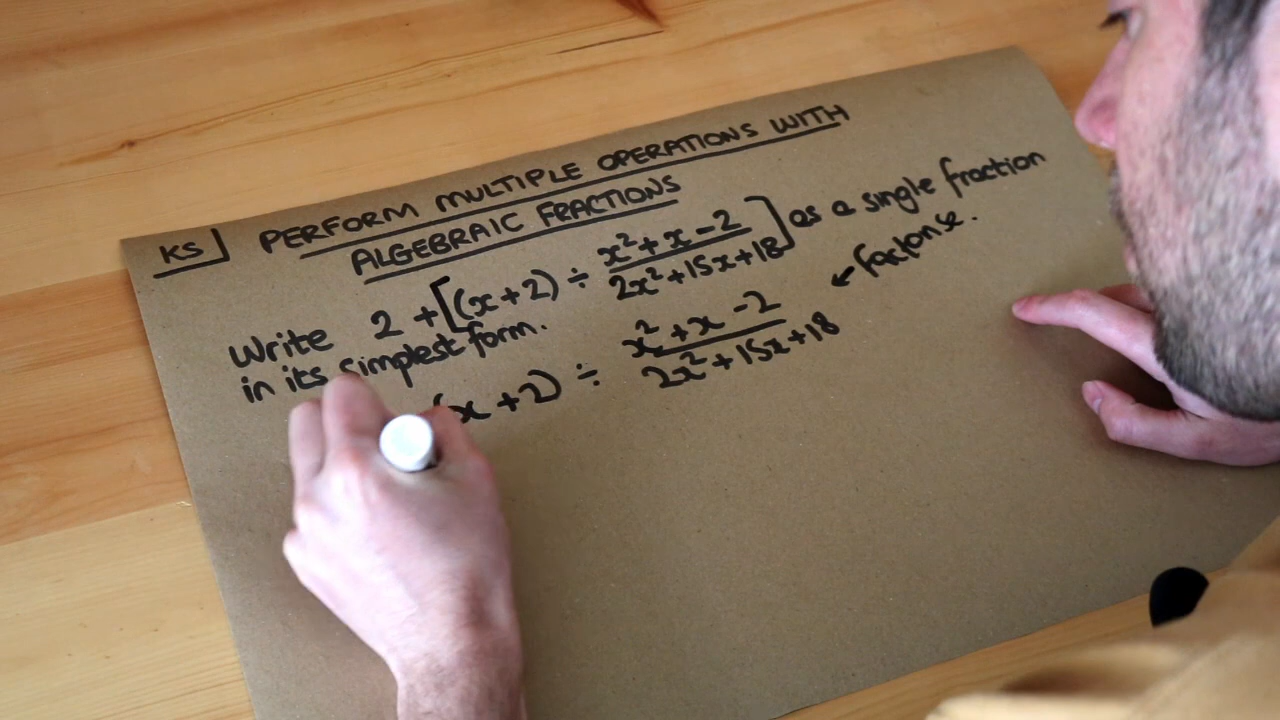 KS
PERFORM MULTIPLE OPERATIONS WITH
ALGEBRAIC FRACTIONS
Write 2 + [(x+2) ÷ (x²+x-2)/(2x²+15x+18)] as a single fraction
in its simplest form.
(x+2) ÷ (x²+x-2)/(2x²+15x+18) ← factorise.